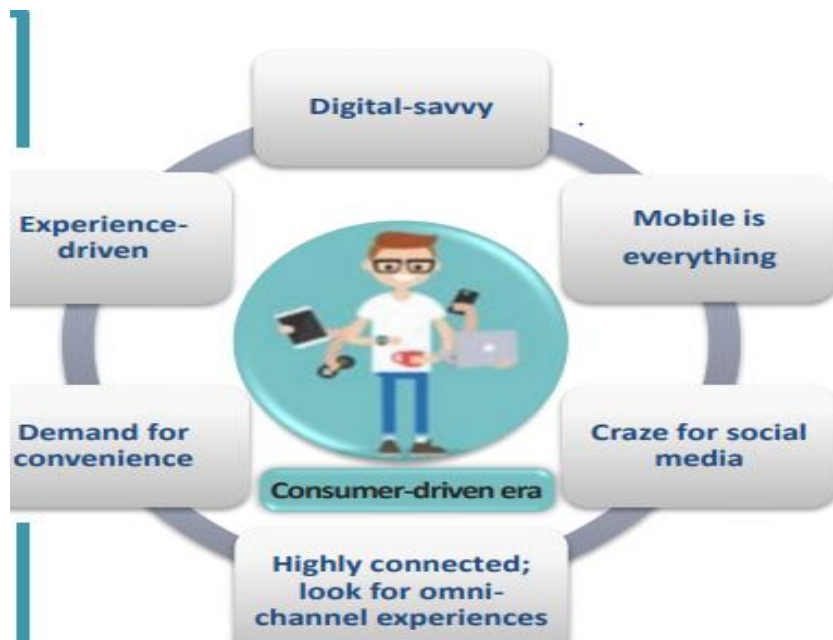 Digital-savvy
Mobile is
everything
Craze for social
media
Highly connected;
look for omni-
channel experiences
Demand for
convenience
Experience-
driven
Consumer-driven era